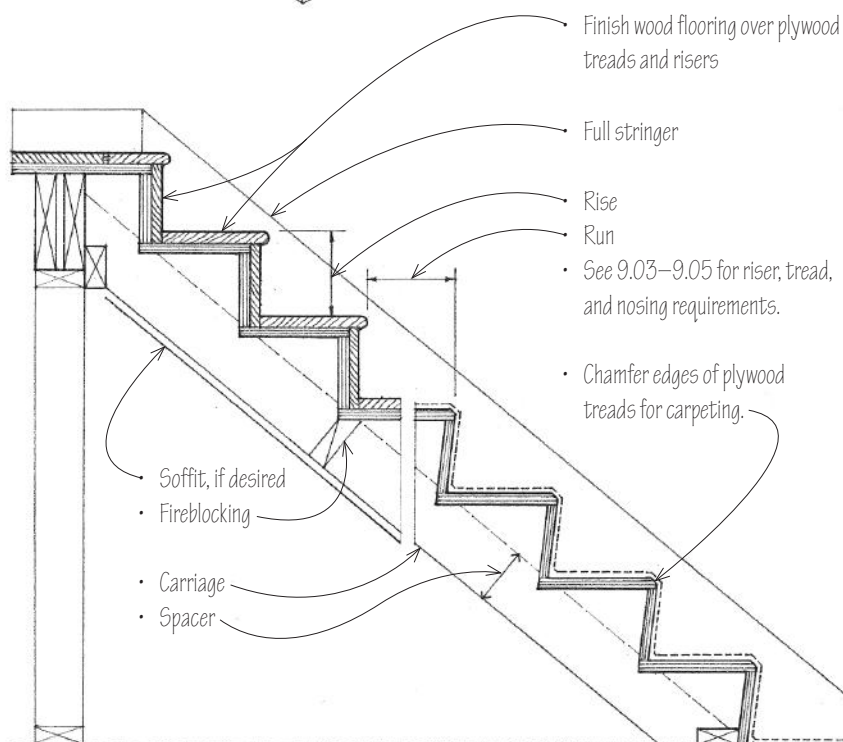 • Finish wood flooring over plywood
treads and risers
• Full stringer
• Rise
• Run
• See 9.03–9.05 for riser, tread,
and nosing requirements.
• Chamfer edges of plywood
treads for carpeting.
• Soffit, if desired
• Fireblocking
• Carriage
• Spacer